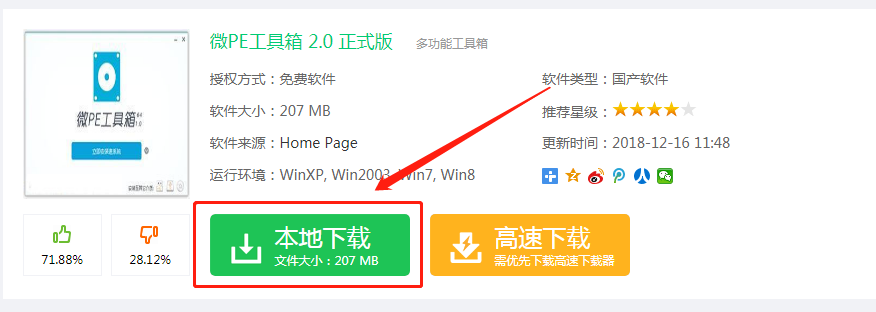 微PE工具箱 2.0 正式版 多功能工具箱
授权方式：免费软件 软件类型：国产软件
软件大小：207 MB 推荐星级：
软件来源：Home Page 更新时间：2018-12-16 11:48
运行环境：WinXP, Win2003, Win7, Win8
微PE工具箱
71.88% 28.12%
本地下载
文件大小：207 MB
高速下载
需优先下载高速下载器